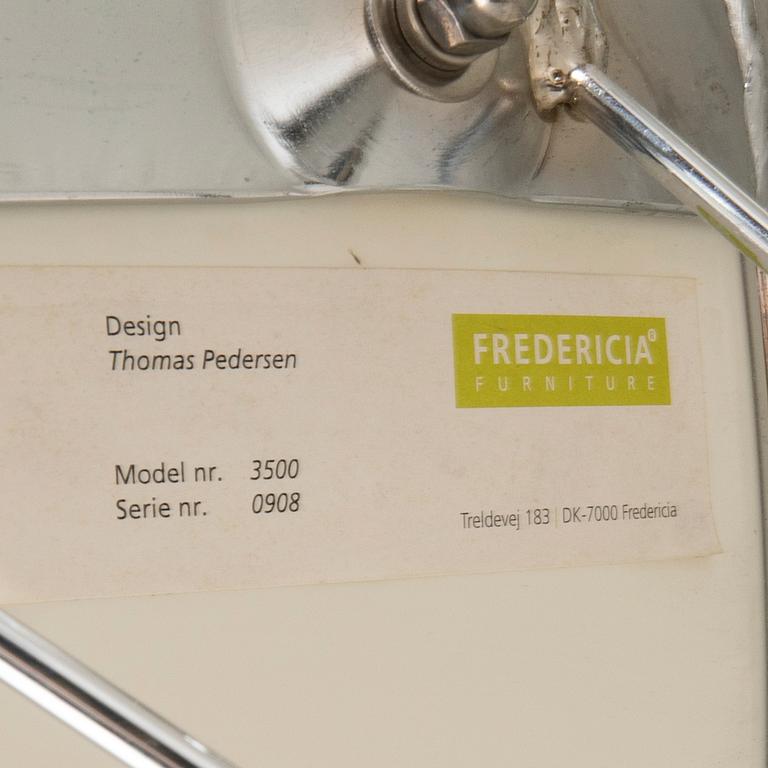 Design
Thomas Pedersen
FREDERICIA®
FURNITURE
Model nr. 3500
Serie nr. 0908
Treldevej 183 | DK-7000 Fredericia